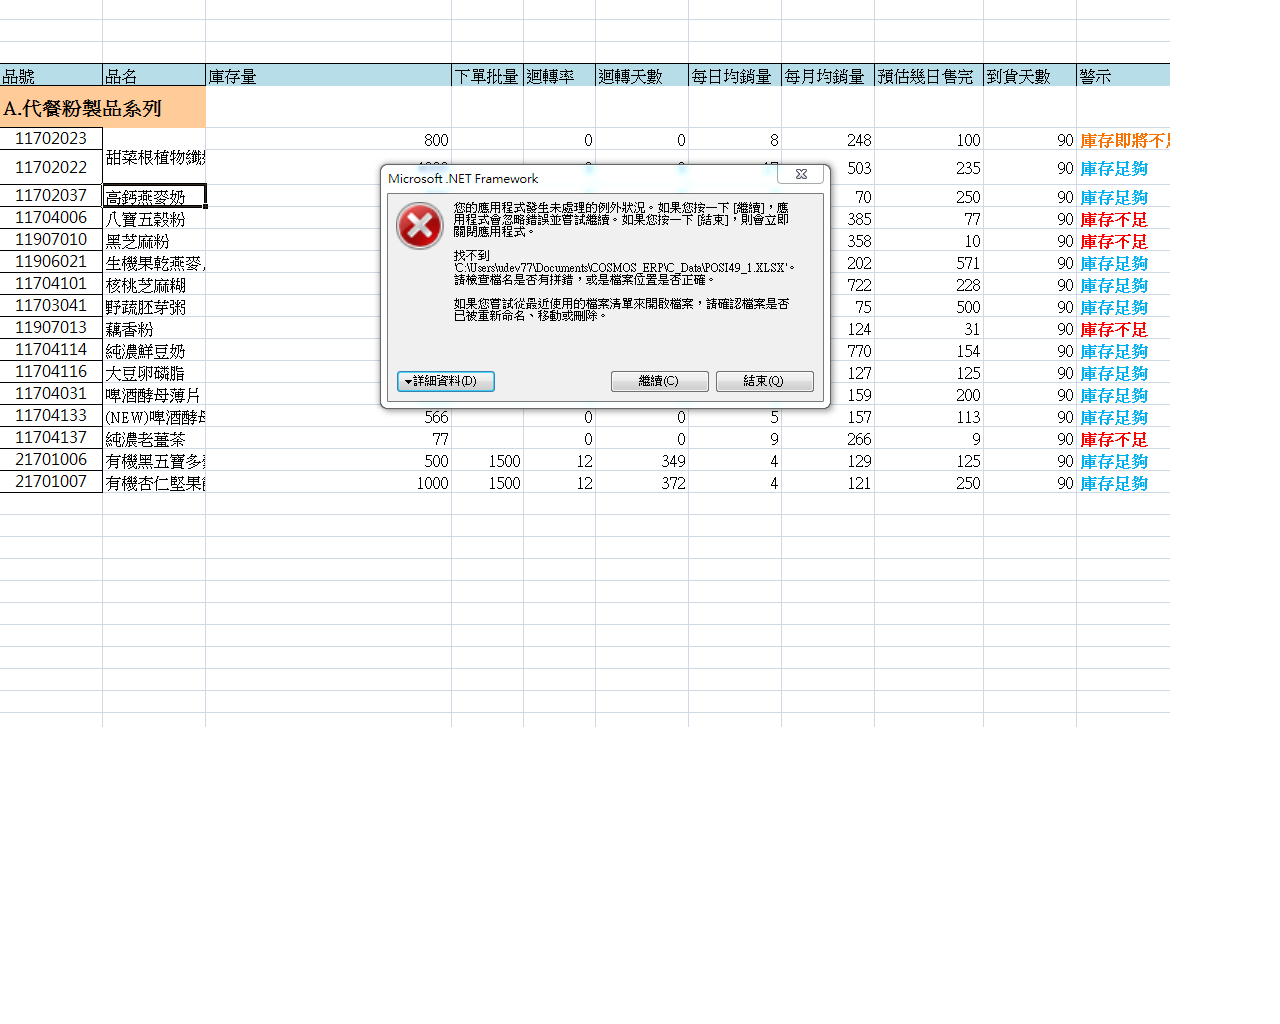 品號 品名 庫存量 下單批量 迴轉率 迴轉天數 每日均銷量 每月均銷量 預估幾日售完 到貨天數 警示
A.代餐粉製品系列
11702023 800 0 0 8 248 100 90 庫存即將不
甜菜根植物纖
11702022 503 235 90 庫存足夠
11702037 高鈣燕麥奶 70 250 90 庫存足夠
11704006 八寶五穀粉 385 77 90 庫存不足
11907010 黑芝麻粉 358 10 90 庫存不足
11906021 生機果乾燕麥 202 571 90 庫存足夠
11704101 核桃芝麻糊 722 228 90 庫存足夠
11703041 野蔬胚芽粥 75 500 90 庫存足夠
11907013 藕香粉 124 31 90 庫存不足
11704114 純濃鮮豆奶 770 154 90 庫存足夠
11704116 大豆卵磷脂 127 125 90 庫存足夠
11704031 啤酒酵母薄片 159 200 90 庫存足夠
11704133 (NEW)啤酒酵母 566 0 0 5 157 113 90 庫存足夠
11704137 純濃老薑茶 77 0 0 9 266 9 90 庫存不足
21701006 有機黑五寶多 500 1500 12 349 4 129 125 90 庫存足夠
21701007 有機杏仁堅果 1000 1500 12 372 4 121 250 90 庫存足夠
Microsoft .NET Framework
您的應用程式發生未處理的例外狀況。如果您按一下 [繼續]，應
用程式會忽略錯誤並嘗試繼續。如果您按一下 [結束]，則會立即
關閉應用程式。
找不到
'C:\Users\udev77\Documents\COSMOS_ERP\C_Data\POSI49_1.XLSX'。
請檢查檔名是否有拼錯，或是檔案位置是否正確。
如果您嘗試從最近使用的檔案清單來開啟檔案，請確認檔案是否
已被重新命名、移動或刪除。
詳細資料(D) 繼續(C) 結束(Q)